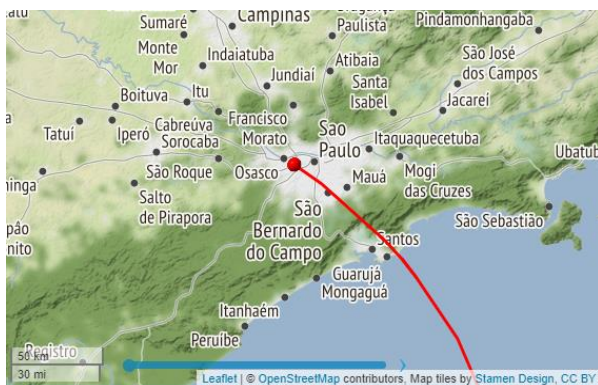 Sumaré
Campinas
Bragança
Paulista
Pindamonhangaba
Monte
Mor
Indaiatuba
Atibaia
São José
dos Campos
Jundiaí
Santa
Isabel
Boituva
Itu
Jacareí
Francisco
Morato
Sao
Paulo
Itaquaquecetuba
Tatuí
Iperó
Cabreúva
Sorocaba
Ubatub
São Roque
Osasco
Mauá
Mogi
das Cruzes
ninga
Salto
de Pirapora
São
Bernardo
do Campo
São Sebastião
Santos
Guarujá
Mongaguá
Itanhaém
Peruíbe
Registro
50 km
30 mi
Leaflet | © OpenStreetMap contributors, Map tiles by Stamen Design, CC BY